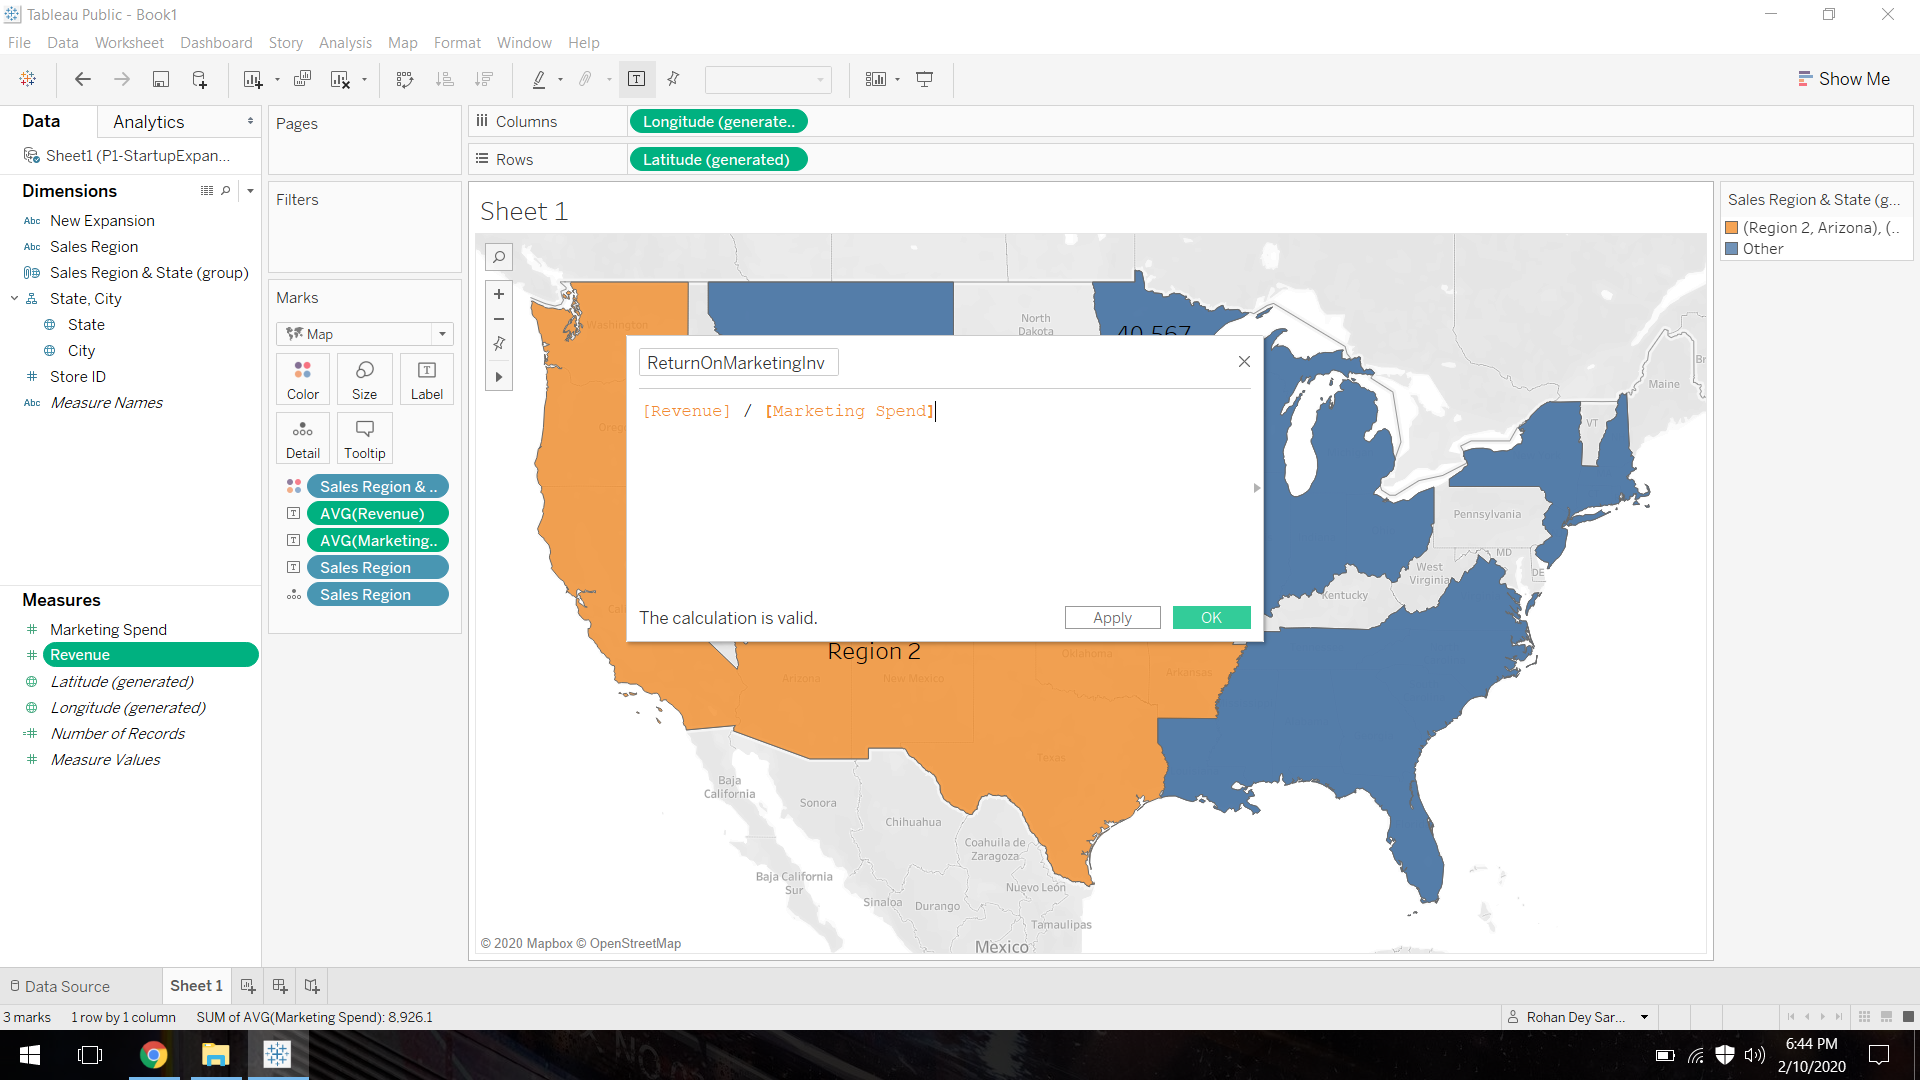 Tableau Public - Book1
File Data Worksheet Dashboard Story Analysis Map Format Window Help
Show Me
Data Analytics
Sheet1 (P1-StartupExpan...
Dimensions
Abc New Expansion
Abc Sales Region
Sales Region & State (group)
State, City
State
City
# Store ID
Abc Measure Names
Measures
# Marketing Spend
# Revenue
Latitude (generated)
Longitude (generated)
# Number of Records
# Measure Values
Pages
Filters
Marks
Map
Color Size Label
Detail Tooltip
Sales Region & ..
AVG(Revenue)
AVG(Marketing..
Sales Region
Sales Region
Columns Longitude (generate..
Rows Latitude (generated)
Sheet 1
Washington
North
Dakota
40,567
Maine
VT
ReturnOnMarketingInv
[Revenue] / [Marketing Spend]
The calculation is valid.
Apply OK
Pennsylvania
MD
West
Virginia
DE
Kentucky
Region 2
Oklahoma
Arizona New Mexico Arkansas
Texas
Baja
California
Sonora
Chihuahua
Coahuila de
Zaragoza
Baja California
Sur
Nuevo León
Sinaloa Durango
Tamaulipas
Mexico
© 2020 Mapbox © OpenStreetMap
Sales Region & State (g...
(Region 2, Arizona), (..
Other
Data Source Sheet 1
3 marks 1 row by 1 column SUM of AVG(Marketing Spend): 8,926.1
Rohan Dey Sar...
6:44 PM
2/10/2020